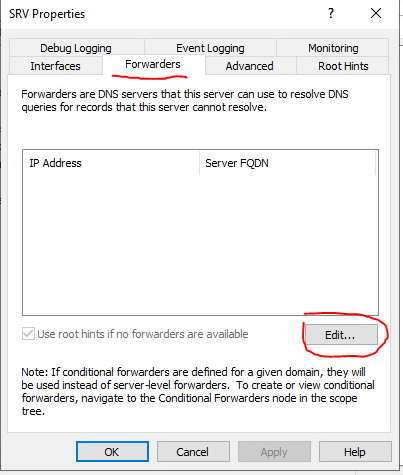 SRV Properties
Debug Logging Event Logging Monitoring
Interfaces Forwarders Advanced Root Hints
Forwarders are DNS servers that this server can use to resolve DNS
queries for records that this server cannot resolve.
IP Address Server FQDN
Use root hints if no forwarders are available
Edit...
Note: If conditional forwarders are defined for a given domain, they will
be used instead of server-level forwarders. To create or view conditional
forwarders, navigate to the Conditional Forwarders node in the scope
tree.
OK Cancel Apply Help